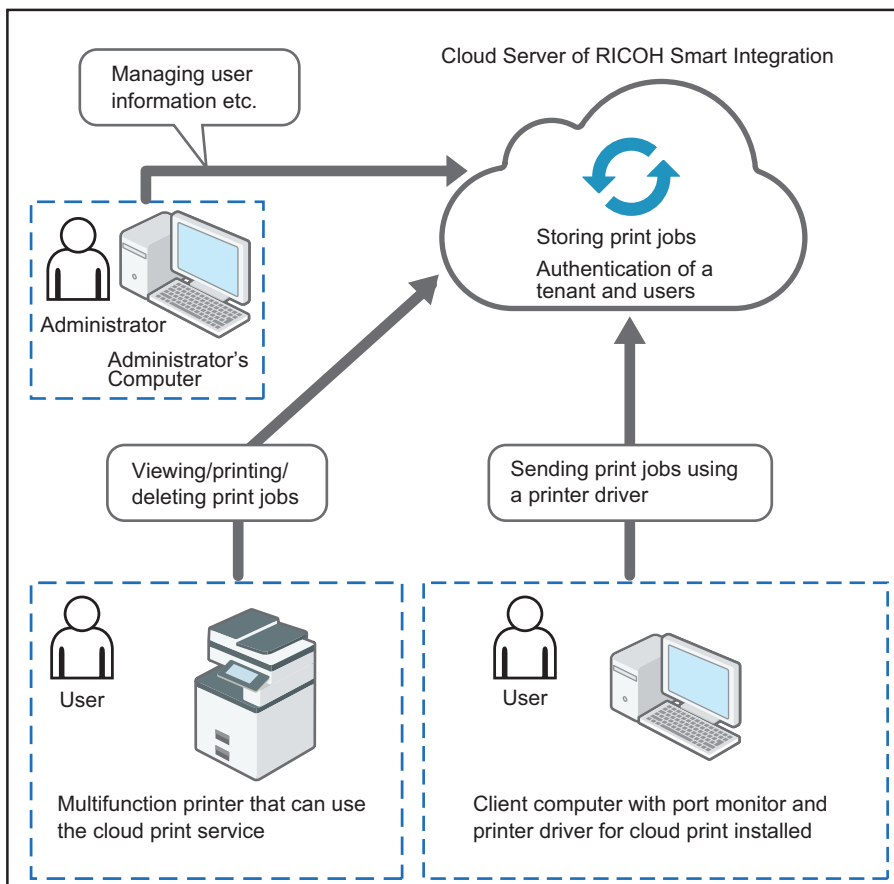 Cloud Server of RICOH Smart Integration
Managing user
information etc.
Storing print jobs
Authentication of a
tenant and users
Administrator
Administrator's
Computer
Viewing/printing/
deleting print jobs
Sending print jobs using
a printer driver
User
Multifunction printer that can use
the cloud print service
User
Client computer with port monitor and
printer driver for cloud print installed